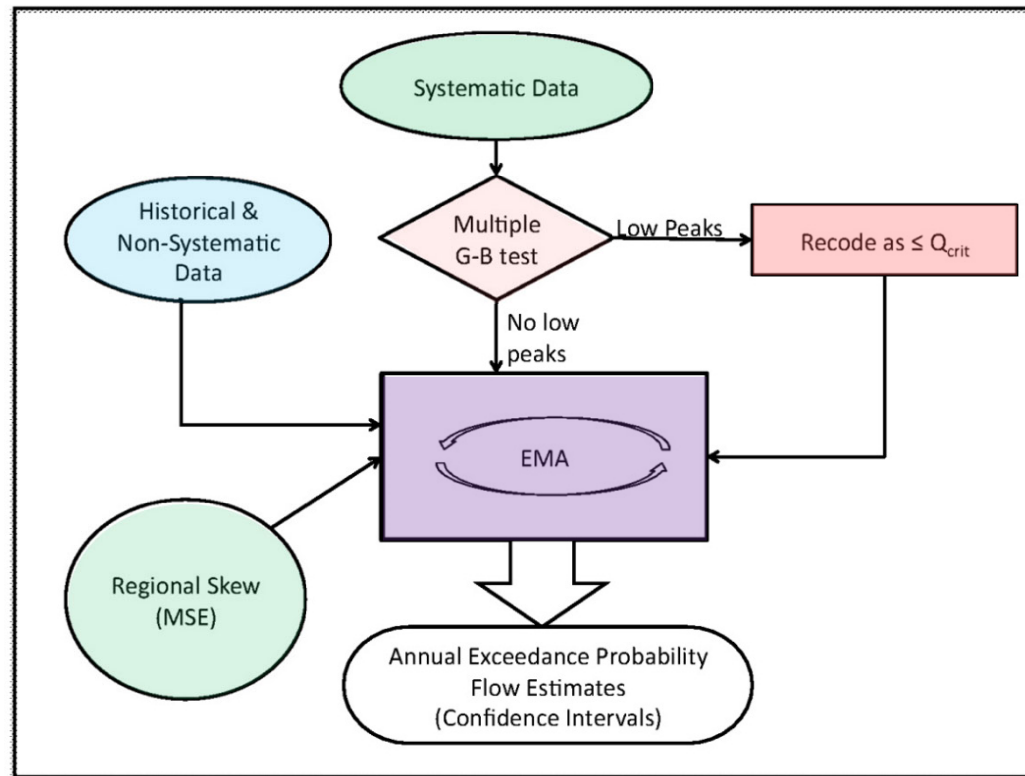 Systematic Data
Historical &
Non-Systematic
Data
Multiple
G-B test
Low Peaks
Recode as ≤ Qcrit
No low
peaks
EMA
Regional Skew
(MSE)
Annual Exceedance Probability
Flow Estimates
(Confidence Intervals)